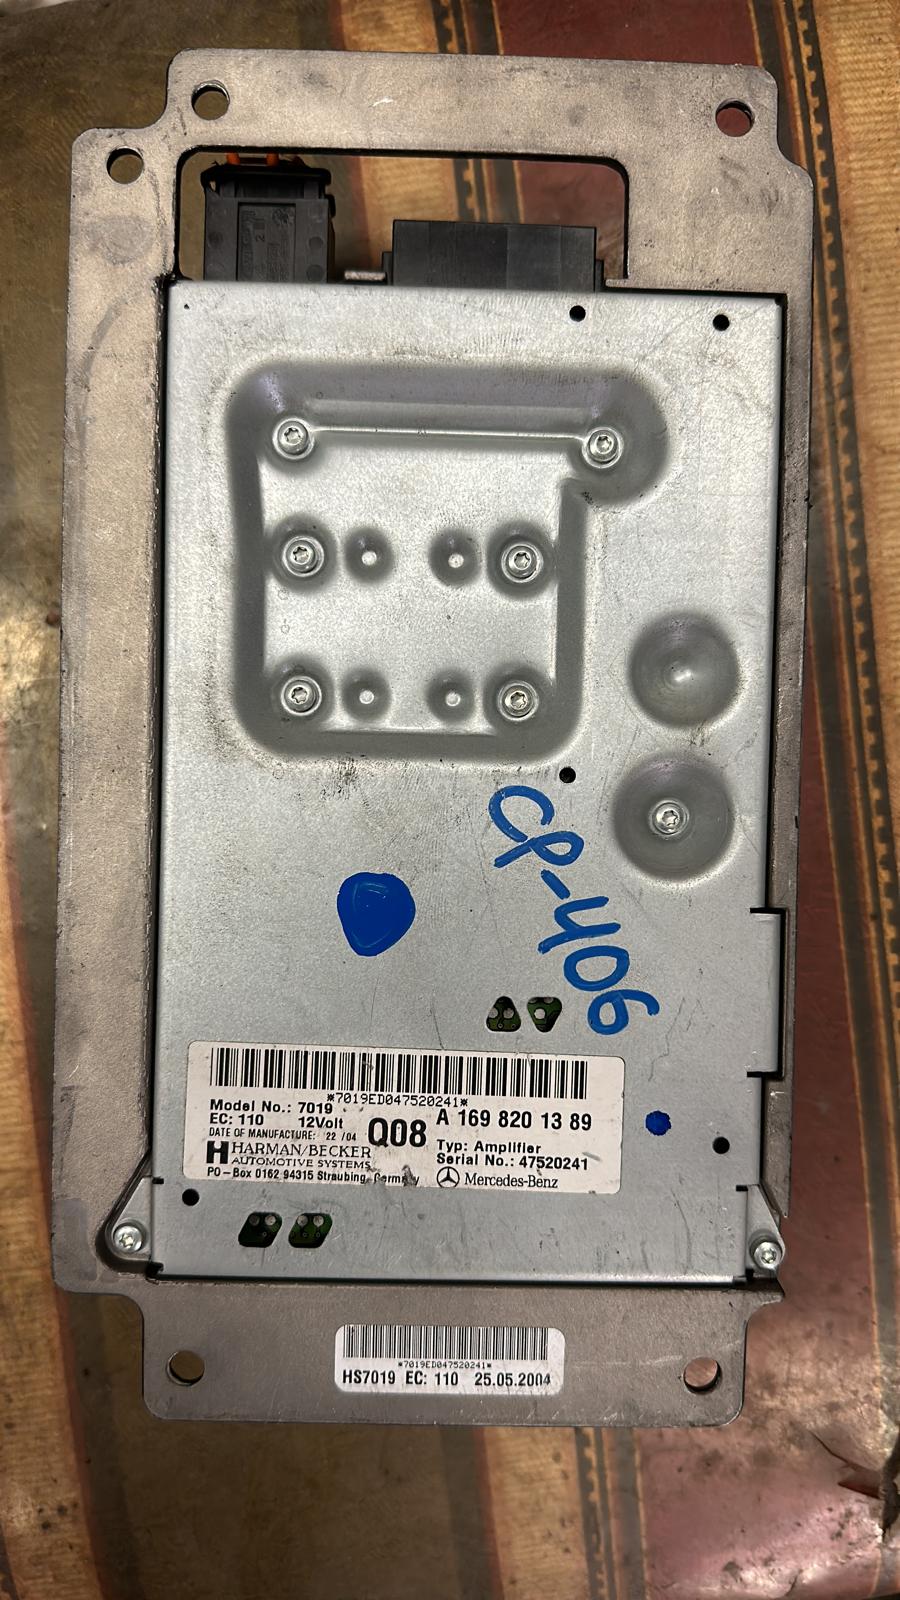 CP-406
*7019ED047520241*
Model No.: 7019
EC: 110 12Volt
DATE OF MANUFACTURE: 22 /04
Q08
A 169 820 13 89
HARMAN/BECKER
AUTOMOTIVE SYSTEMS
PO-Box 0162 94315 Straubing, Germany
Typ: Amplifier
Serial No.: 47520241
Mercedes-Benz
*7019ED047520241*
HS7019 EC: 110 25.05.2004